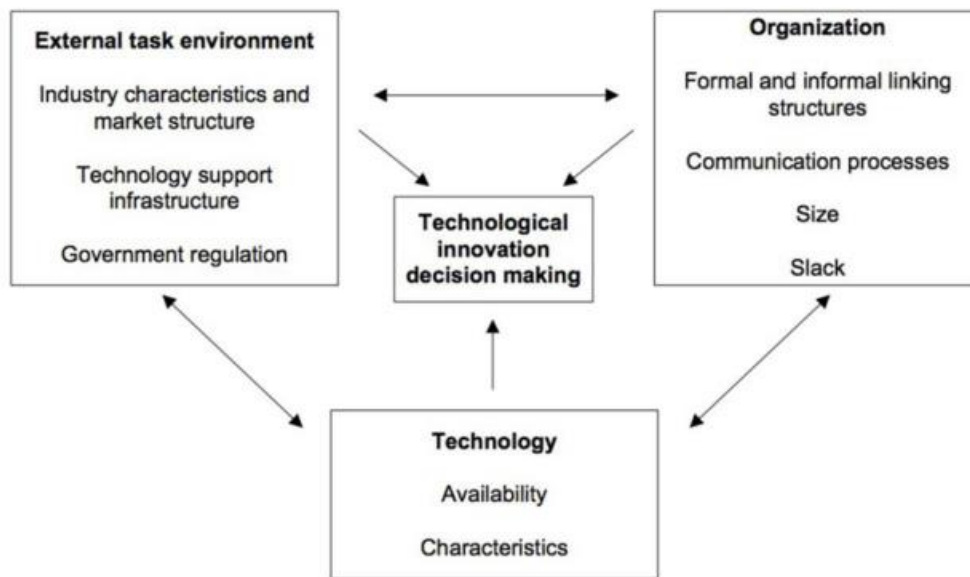 External task environment
Industry characteristics and
market structure
Technology support
infrastructure
Government regulation
Organization
Formal and informal linking
structures
Communication processes
Size
Slack
Technological
innovation
decision making
Technology
Availability
Characteristics